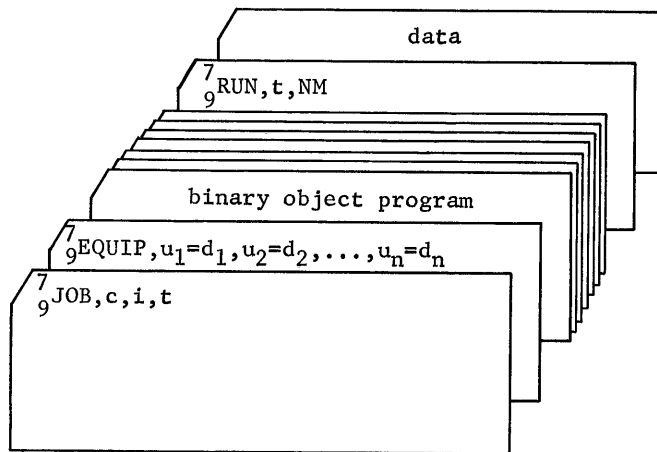 data
7
9RUN,t,NM
binary object program
7
9EQUIP,u1=d1,u2=d2,...,un=dn
7
9JOB,c,i,t